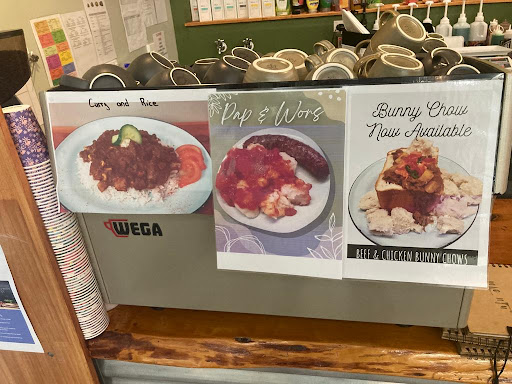 Curry and Rice
Pap & Wors
Bunny Chow
Now Available
BEEF & CHICKEN BUNNY CHOWS
WEGA